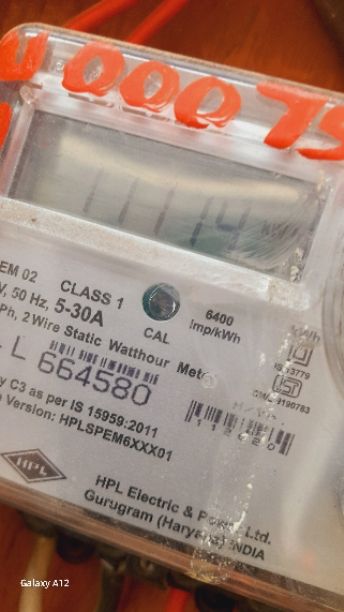 000
11114
EM 02 CLASS 1
V, 50 Hz, 5-30A
Ph, 2 Wire Static Watthour Meter
CAL
6400
imp/kWh
kWh
L 664580
C3 as per IS 15959:2011
Version: HPLSPEM6XXX01
HPL
HPL Electric & Power Ltd.
Gurugram (Haryana) INDIA
Galaxy A12